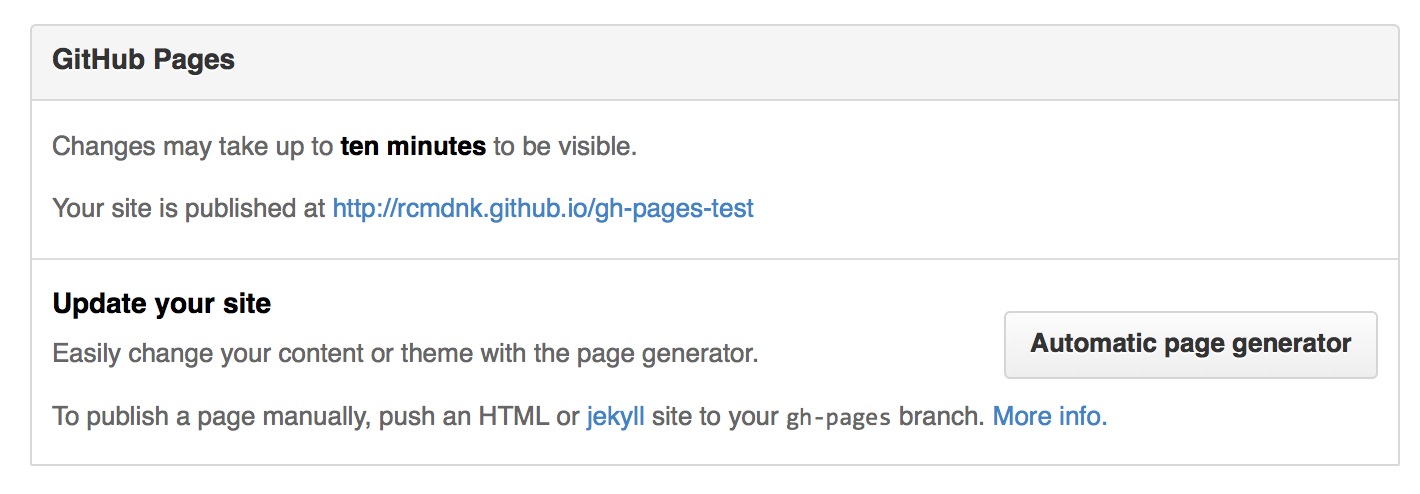 GitHub Pages
Changes may take up to ten minutes to be visible.
Your site is published at http://rcmdnk.github.io/gh-pages-test
Update your site
Easily change your content or theme with the page generator.
Automatic page generator
To publish a page manually, push an HTML or jekyll site to your gh-pages branch. More info.